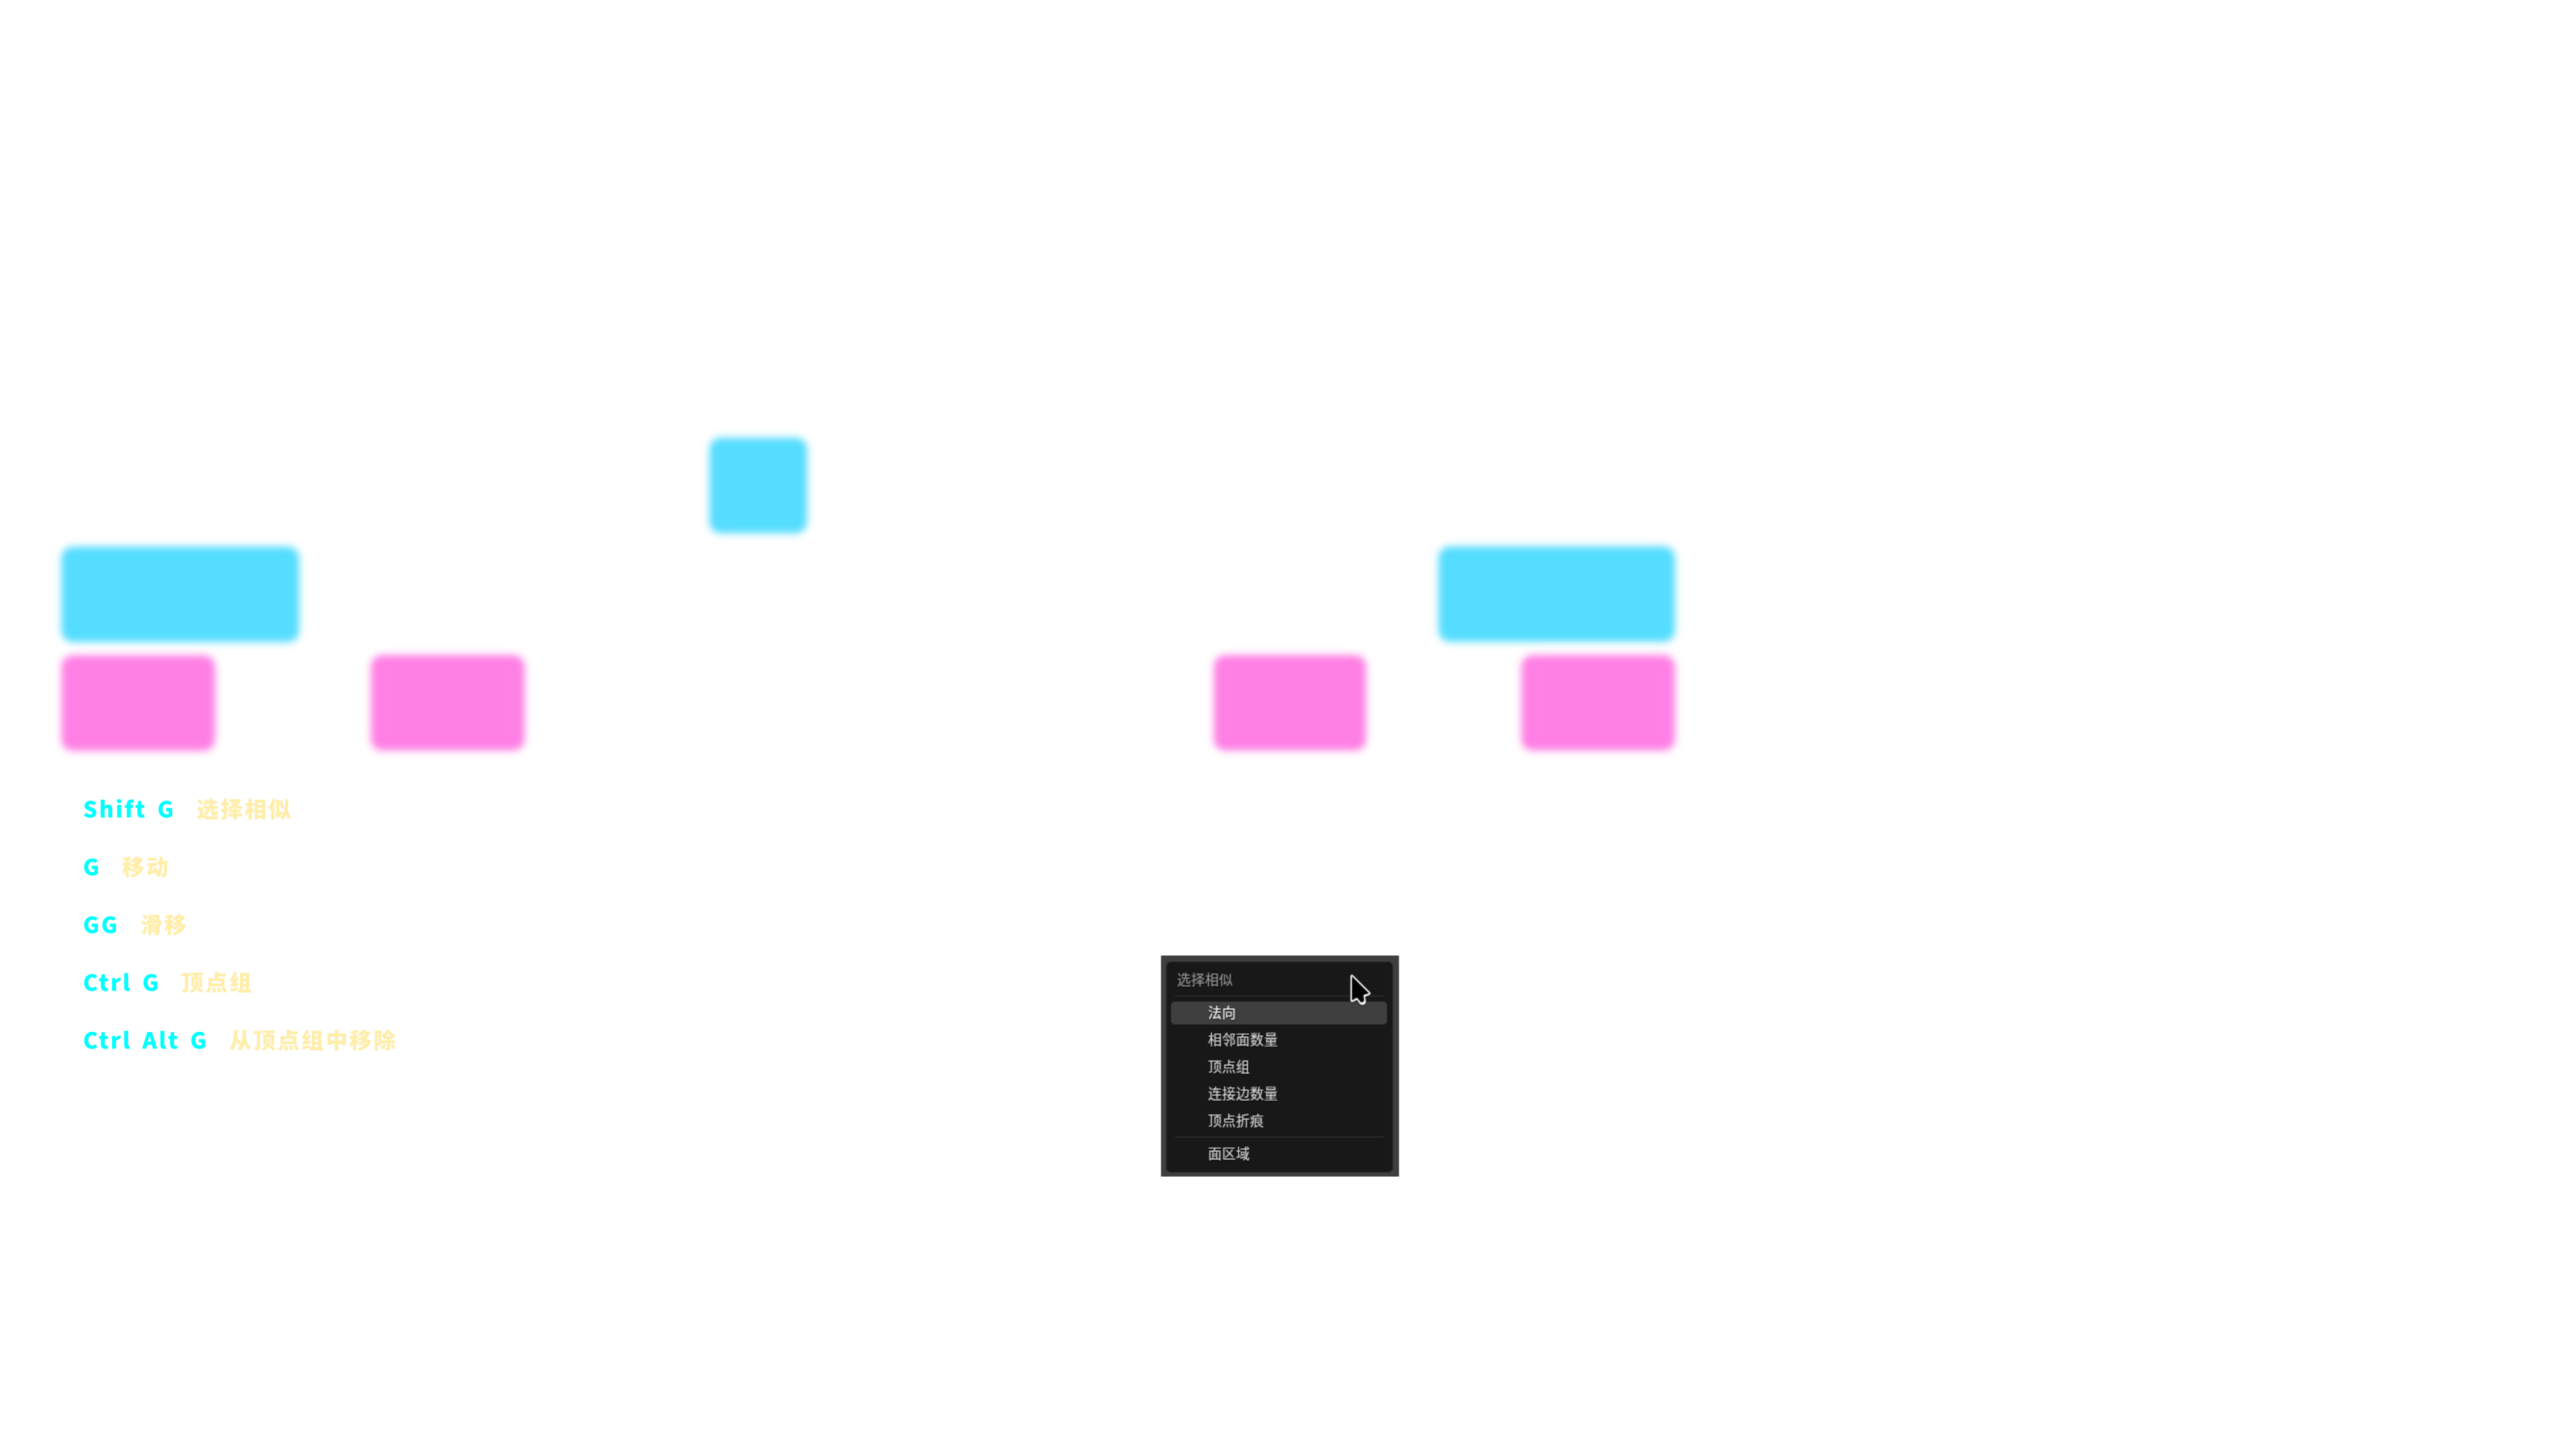 Shift G 选择相似
G 移动
GG 滑移
Ctrl G 顶点组
Ctrl Alt G 从顶点组中移除
选择相似
法向
相邻面数量
顶点组
连接边数量
顶点折痕
面区域